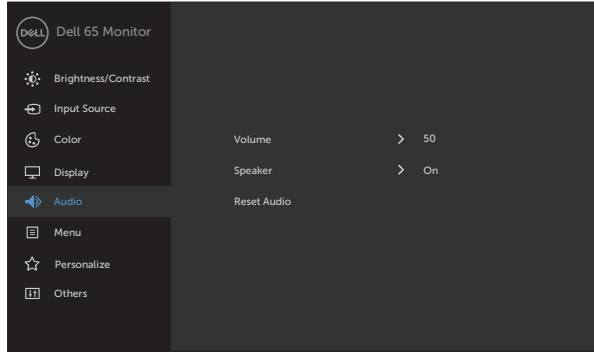 DELL Dell 65 Monitor
Brightness/Contrast
Input Source
Color
Display
Audio
Menu
Personalize
Others
Volume 50
Speaker On
Reset Audio